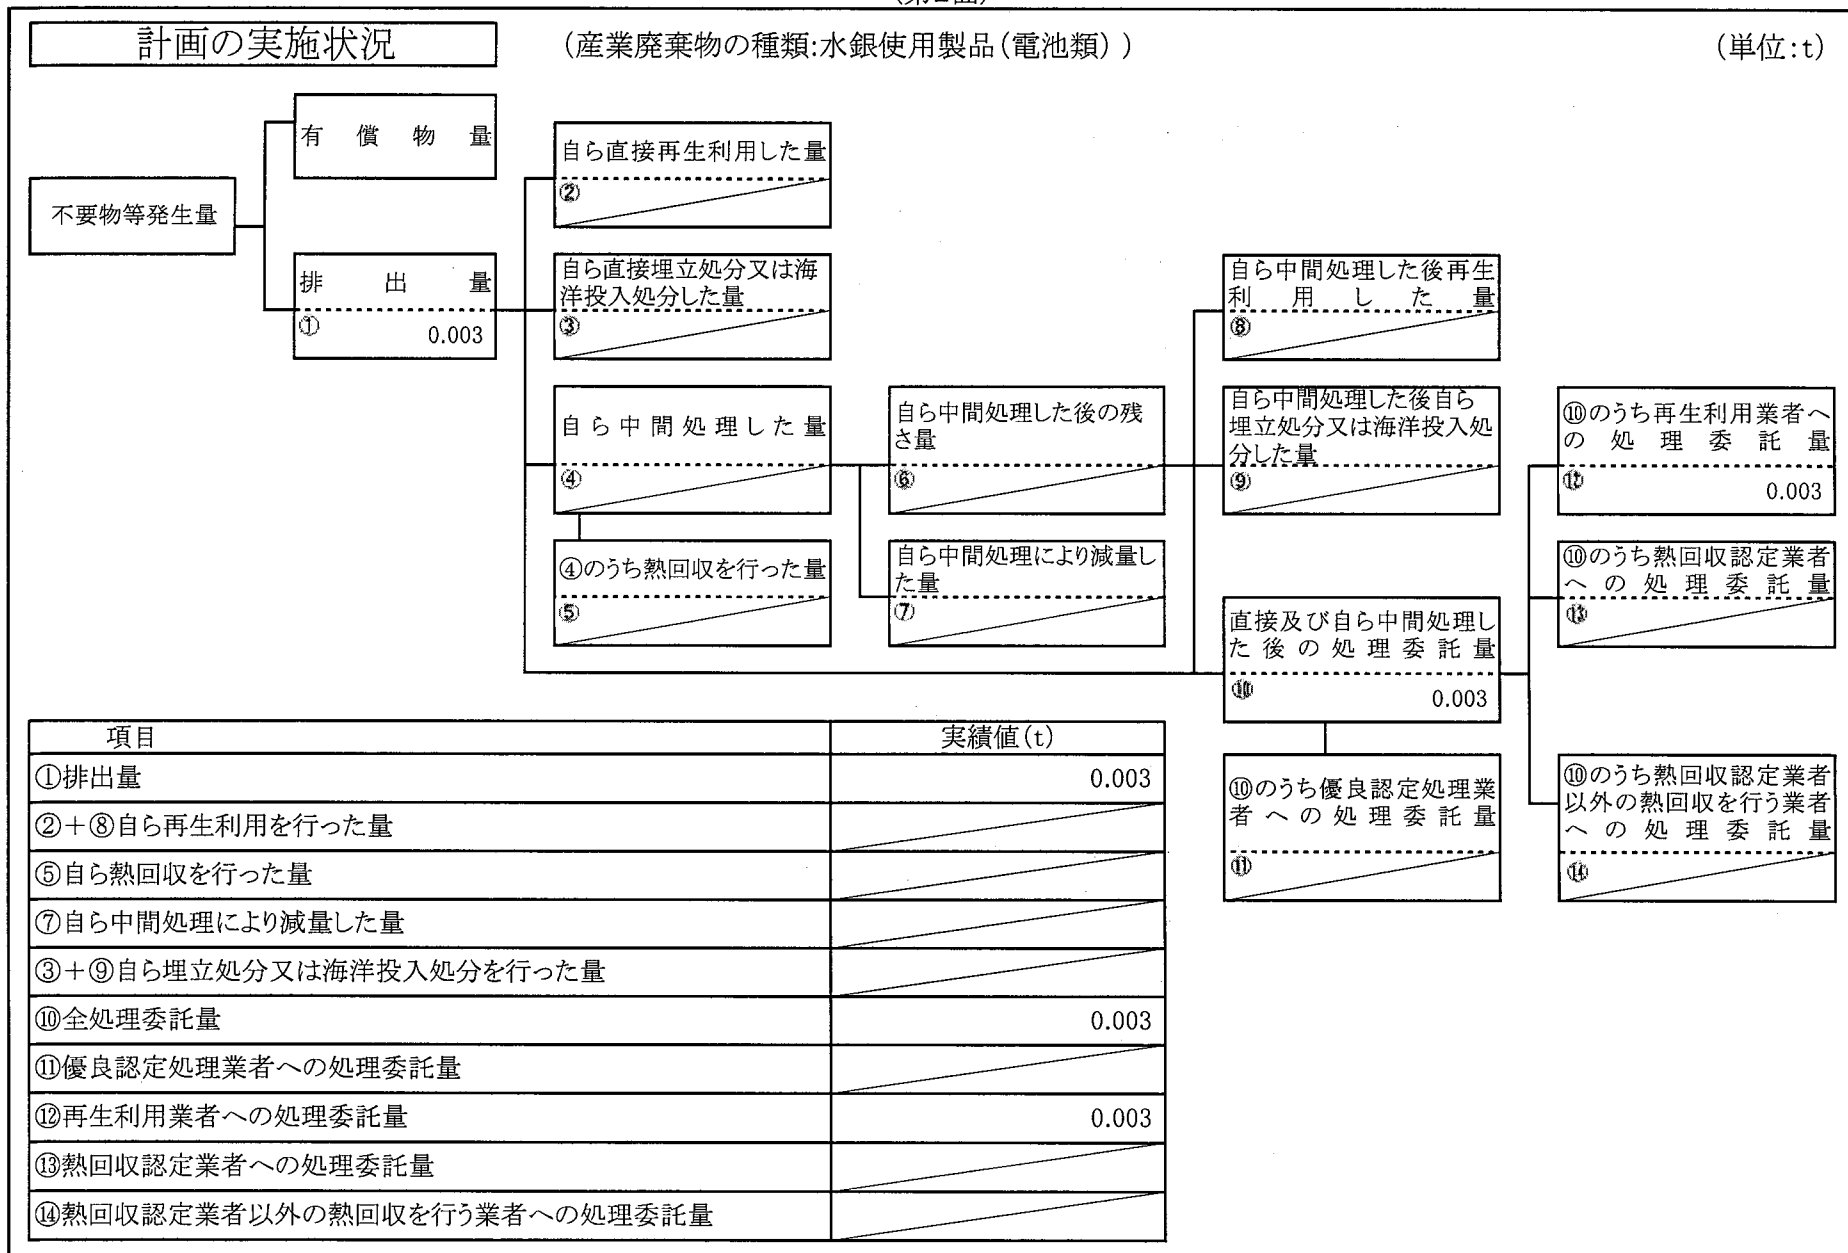 計画の実施状況
(産業廃棄物の種類:水銀使用製品(電池類))
(単位:t)
有償物量
不要物等発生量
排出量
① 0.003
自ら直接再生利用した量
②
自ら直接埋立処分又は海
洋投入処分した量
③
自ら中間処理した量
④
④のうち熱回収を行った量
⑤
自ら中間処理した後の残
さ量
⑥
自ら中間処理により減量し
た量
⑦
自ら中間処理した後再生
利用した量
⑧
自ら中間処理した後自ら
埋立処分又は海洋投入処
分した量
⑨
直接及び自ら中間処理し
た後の処理委託量
⑩ 0.003
⑩のうち優良認定処理業
者への処理委託量
⑪
⑩のうち再生利用業者へ
の処理委託量
⑫ 0.003
⑩のうち熱回収認定業者
への処理委託量
⑬
⑩のうち熱回収認定業者
以外の熱回収を行う業者
への処理委託量
⑭
項目 実績値(t)
①排出量 0.003
②+⑧自ら再生利用を行った量
⑤自ら熱回収を行った量
⑦自ら中間処理により減量した量
③+⑨自ら埋立処分又は海洋投入処分を行った量
⑩全処理委託量 0.003
⑪優良認定処理業者への処理委託量
⑫再生利用業者への処理委託量 0.003
⑬熱回収認定業者への処理委託量
⑭熱回収認定業者以外の熱回収を行う業者への処理委託量